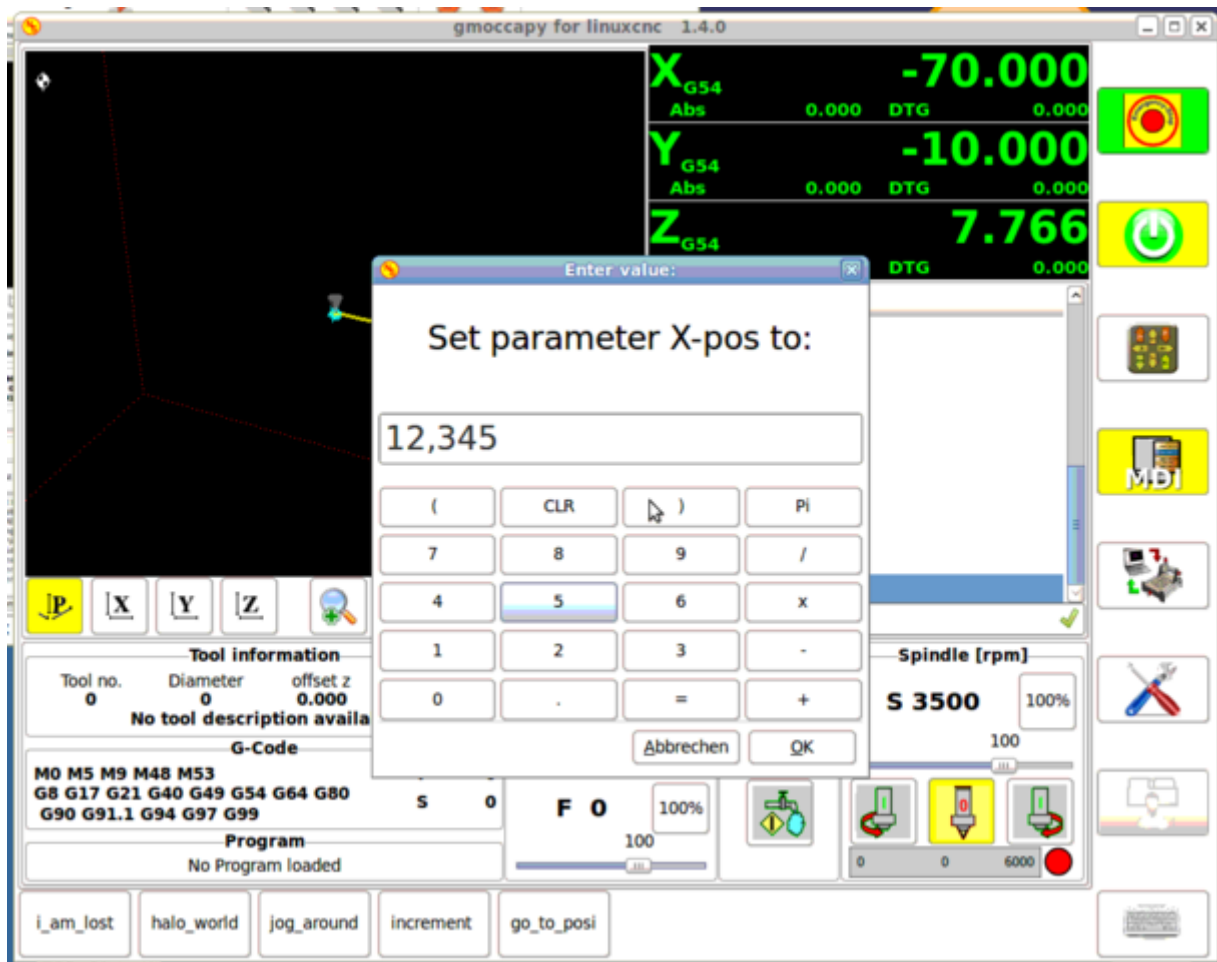 gmoccapy for linuxcnc 1.4.0
X G54 -70.000
Abs 0.000 DTG 0.000
Y G54 -10.000
Abs 0.000 DTG 0.000
Z G54 7.766
DTG 0.000
Enter value:
Set parameter X-pos to:
12,345
( CLR ) Pi
7 8 9 /
4 5 6 x
1 2 3 -
0 . = +
Abbrechen OK
MDI
P X Y Z
Tool information
Tool no. Diameter offset z
0 0 0.000
No tool description availa
G-Code
M0 M5 M9 M48 M53
G8 G17 G21 G40 G49 G54 G64 G80
G90 G91.1 G94 G97 G99
S 0
Program
No Program loaded
F 0 100%
100
Spindle [rpm]
S 3500 100%
100
0 0 6000
i_am_lost halo_world jog_around increment go_to_posi